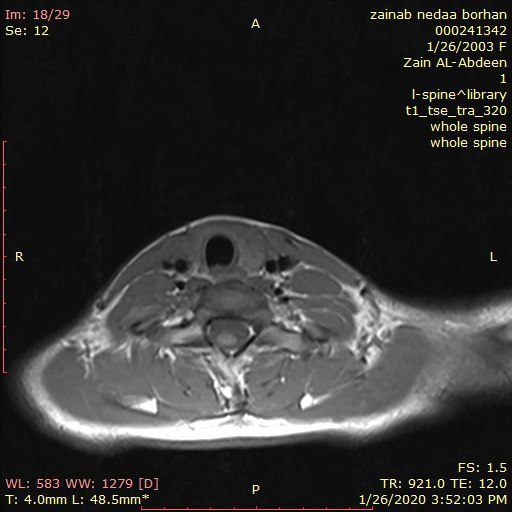 Im: 18/29
Se: 12
A
zainab nedaa borhan
000241342
1/26/2003 F
Zain AL-Abdeen
1
l-spine^library
t1_tse_tra_320
whole spine
whole spine
R
L
WL: 583 WW: 1279 [D]
T: 4.0mm L: 48.5mm*
P
FS: 1.5
TR: 921.0 TE: 12.0
1/26/2020 3:52:03 PM